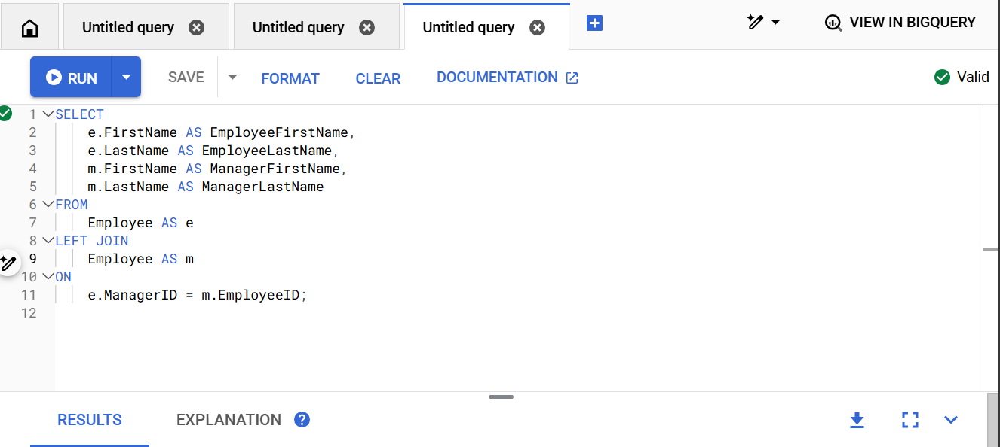 Untitled query
Untitled query
Untitled query
VIEW IN BIGQUERY
RUN
SAVE
FORMAT
CLEAR
DOCUMENTATION
Valid
1 SELECT
2 e.FirstName AS EmployeeFirstName,
3 e.LastName AS EmployeeLastName,
4 m.FirstName AS ManagerFirstName,
5 m.LastName AS ManagerLastName
6 FROM
7 Employee AS e
8 LEFT JOIN
9 Employee AS m
10 ON
11 e.ManagerID = m.EmployeeID;
12
RESULTS
EXPLANATION ?